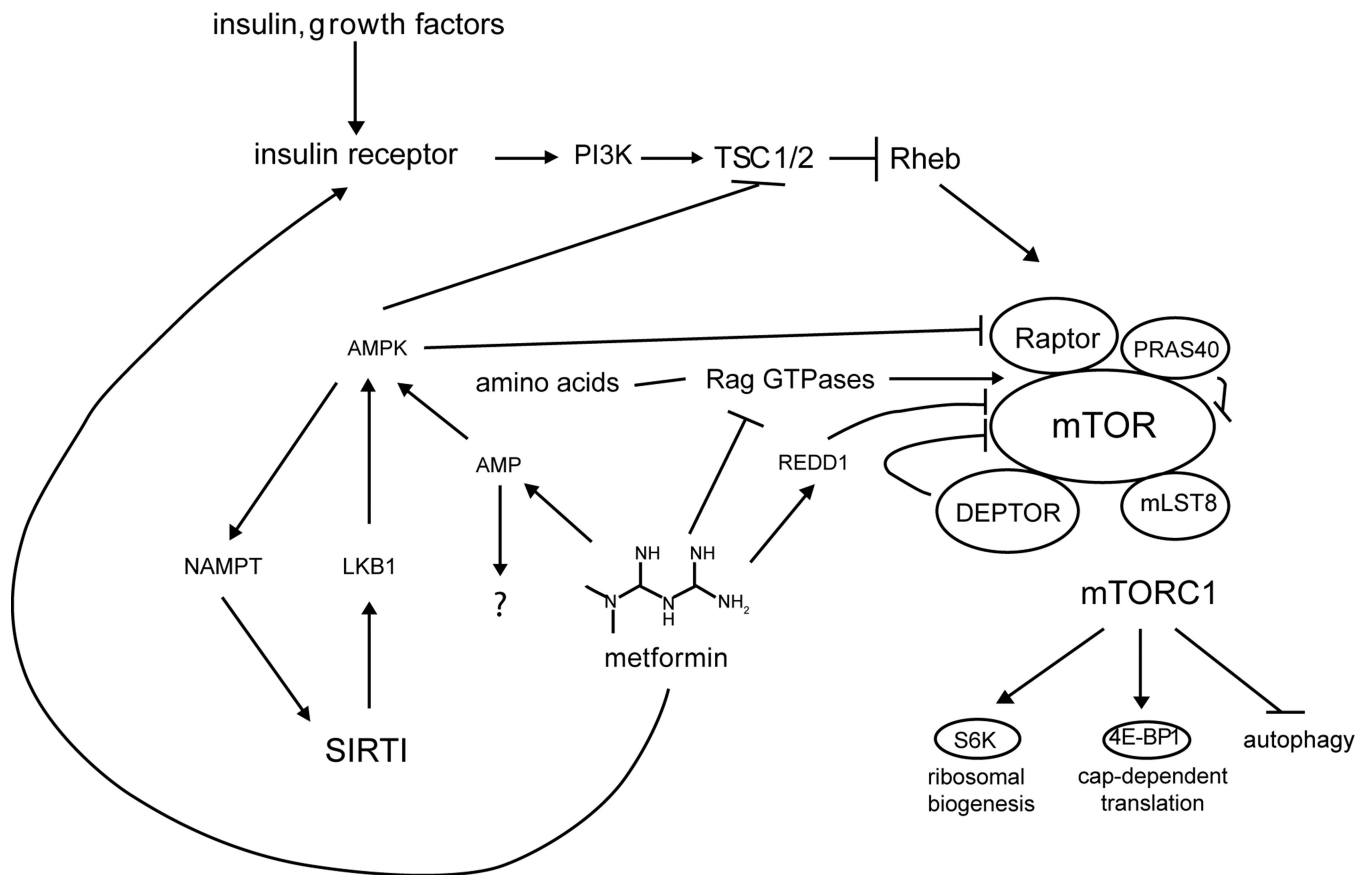 insulin, growth factors
insulin receptor
PI3K
TSC1/2
Rheb
AMPK
amino acids
Rag GTPases
Raptor
PRAS40
mTOR
AMP
REDD1
DEPTOR
mLST8
NAMPT
LKB1
?
NH
NH
N
N
H
NH2
metformin
mTORC1
SIRTI
S6K
4E-BP1
autophagy
ribosomal
biogenesis
cap-dependent
translation